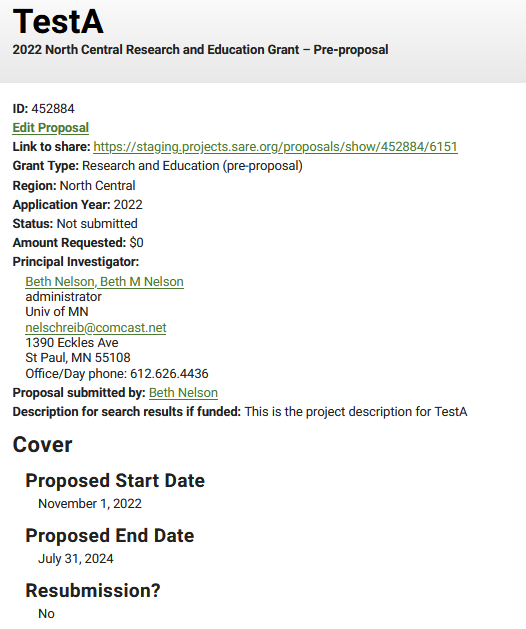 TestA
2022 North Central Research and Education Grant – Pre-proposal
ID: 452884
Edit Proposal
Link to share: https://staging.projects.sare.org/proposals/show/452884/6151
Grant Type: Research and Education (pre-proposal)
Region: North Central
Application Year: 2022
Status: Not submitted
Amount Requested: $0
Principal Investigator:
Beth Nelson, Beth M Nelson
administrator
Univ of MN
nelschreib@comcast.net
1390 Eckles Ave
St Paul, MN 55108
Office/Day phone: 612.626.4436
Proposal submitted by: Beth Nelson
Description for search results if funded: This is the project description for TestA
Cover
Proposed Start Date
November 1, 2022
Proposed End Date
July 31, 2024
Resubmission?
No